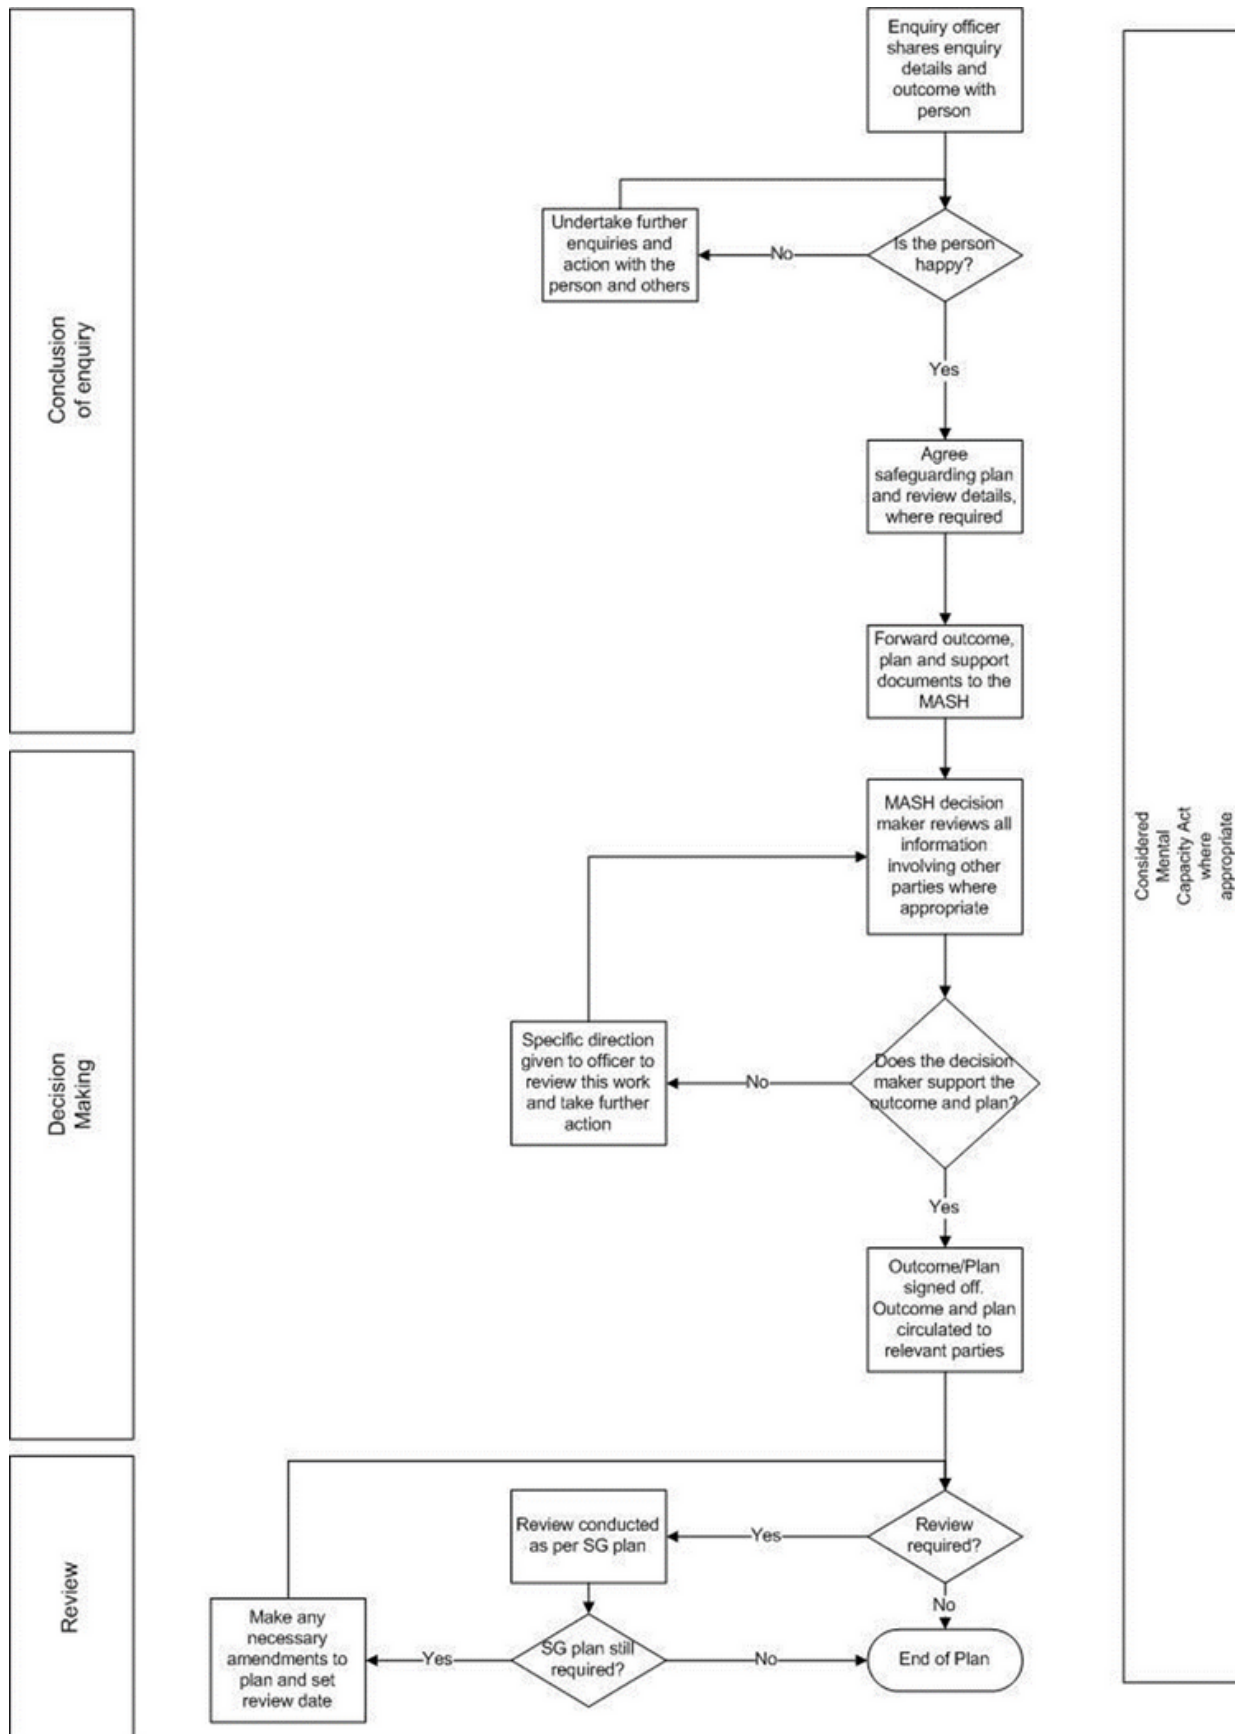 Enquiry officer
shares enquiry
details and
outcome with
person
Conclusion
of enquiry
Undertake further
enquiries and
action with the
person and others
No
Is the person
happy?
Yes
Agree
safeguarding plan
and review details,
where required
Forward outcome,
plan and support
documents to the
MASH
Decision
Making
MASH decision
maker reviews all
information
involving other
parties where
appropriate
Considered
Mental
Capacity Act
where
appropriate
Specific direction
given to officer to
review this work
and take further
action
No
Does the decision
maker support the
outcome and plan?
Yes
Outcome/Plan
signed off.
Outcome and plan
circulated to
relevant parties
Review
Review conducted
as per SG plan
Yes
Review
required?
No
Make any
necessary
amendments to
plan and set
review date
Yes
SG plan still
required?
No
End of Plan